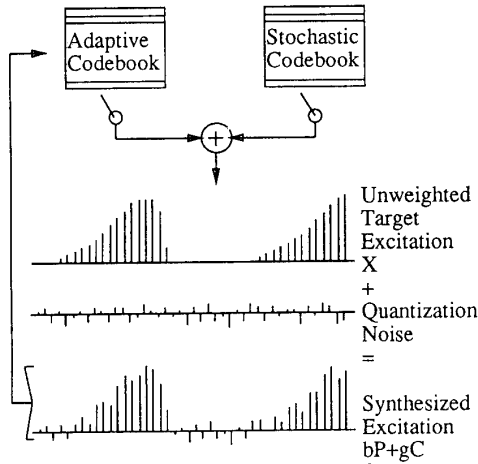 Adaptive
Codebook
Stochastic
Codebook
+
Unweighted
Target
Excitation
X
+
Quantization
Noise
=
Synthesized
Excitation
bP+gC